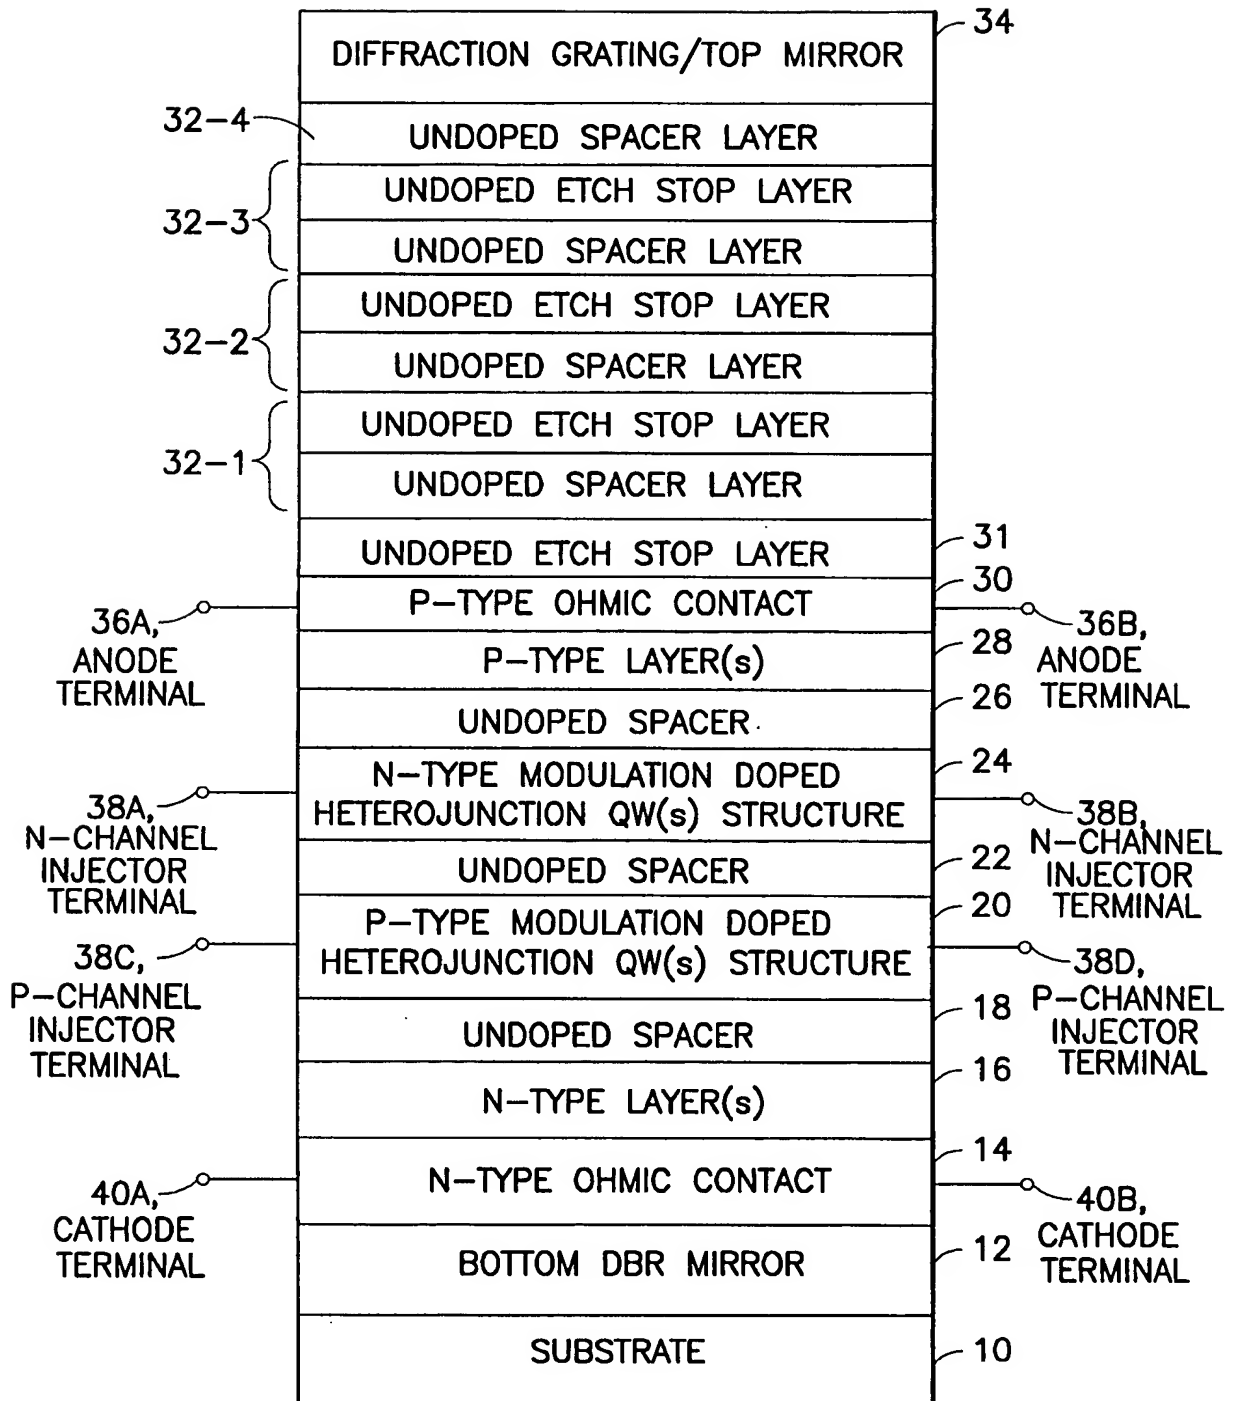 34
DIFFRACTION GRATING/TOP MIRROR
32-4
UNDOPED SPACER LAYER
UNDOPED ETCH STOP LAYER
32-3
UNDOPED SPACER LAYER
UNDOPED ETCH STOP LAYER
32-2
UNDOPED SPACER LAYER
UNDOPED ETCH STOP LAYER
32-1
UNDOPED SPACER LAYER
31
UNDOPED ETCH STOP LAYER
30
P-TYPE OHMIC CONTACT
36A,
ANODE
TERMINAL
36B,
ANODE
TERMINAL
28
P-TYPE LAYER(s)
26
UNDOPED SPACER
24
N-TYPE MODULATION DOPED
HETEROJUNCTION QW(s) STRUCTURE
38A,
N-CHANNEL
INJECTOR
TERMINAL
38B,
N-CHANNEL
INJECTOR
TERMINAL
22
UNDOPED SPACER
20
P-TYPE MODULATION DOPED
HETEROJUNCTION QW(s) STRUCTURE
38C,
P-CHANNEL
INJECTOR
TERMINAL
38D,
P-CHANNEL
INJECTOR
TERMINAL
18
UNDOPED SPACER
16
N-TYPE LAYER(s)
14
N-TYPE OHMIC CONTACT
40A,
CATHODE
TERMINAL
40B,
CATHODE
TERMINAL
12
BOTTOM DBR MIRROR
SUBSTRATE
10